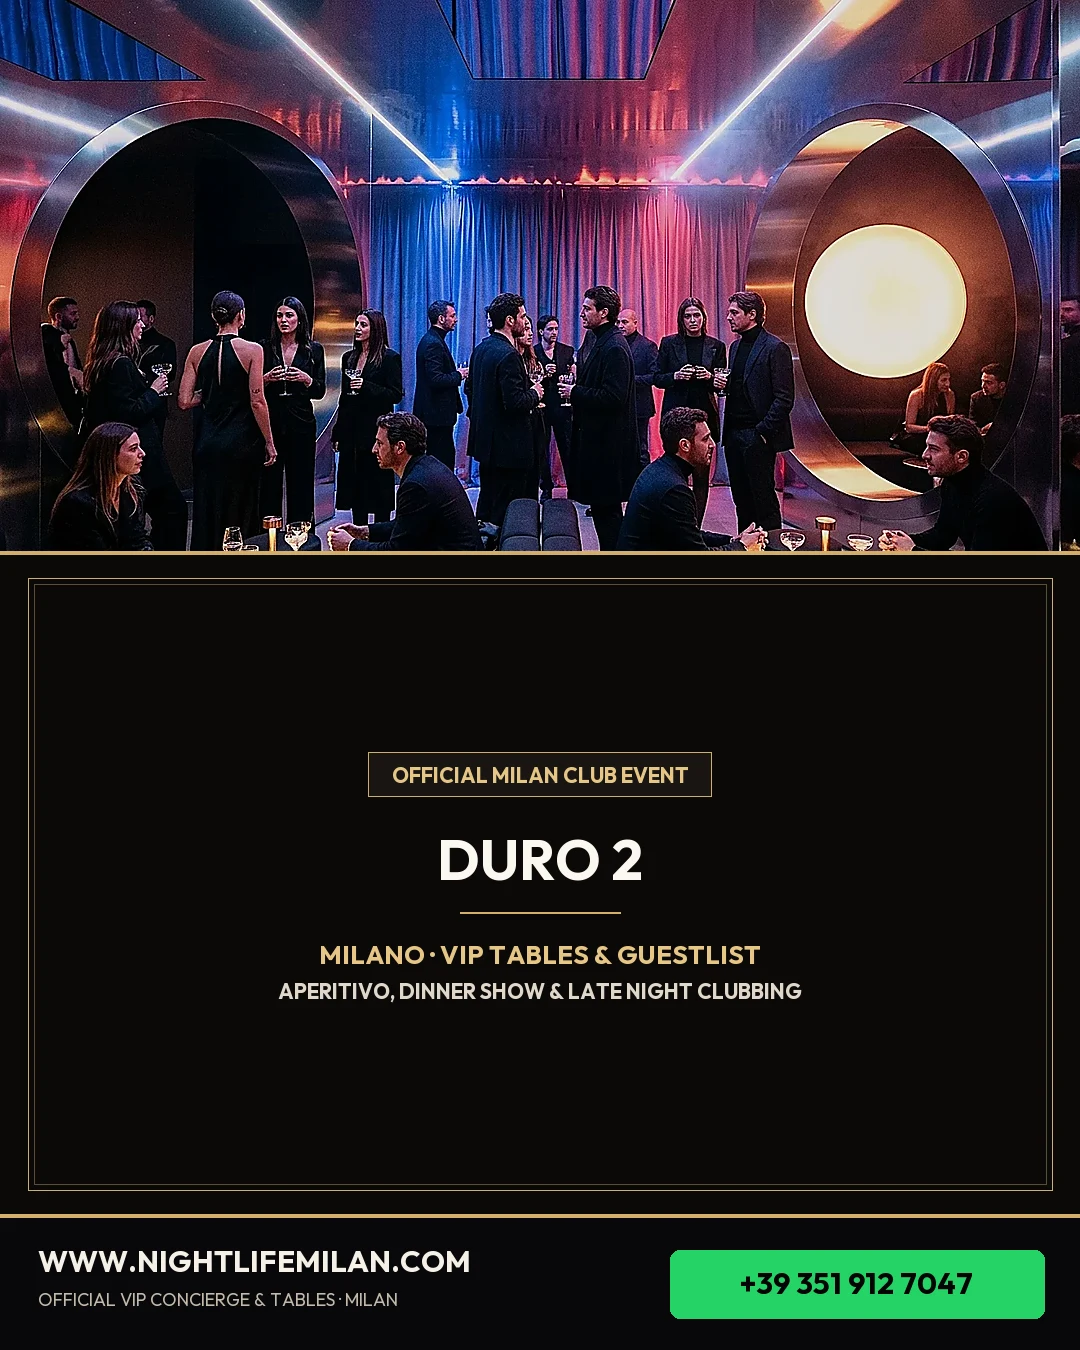 OFFICIAL MILAN CLUB EVENT
DURO 2
MILANO · VIP TABLES & GUESTLIST
APERITIVO, DINNER SHOW & LATE NIGHT CLUBBING
WWW.NIGHTLIFEMILAN.COM
OFFICIAL VIP CONCIERGE & TABLES · MILAN
+39 351 912 7047